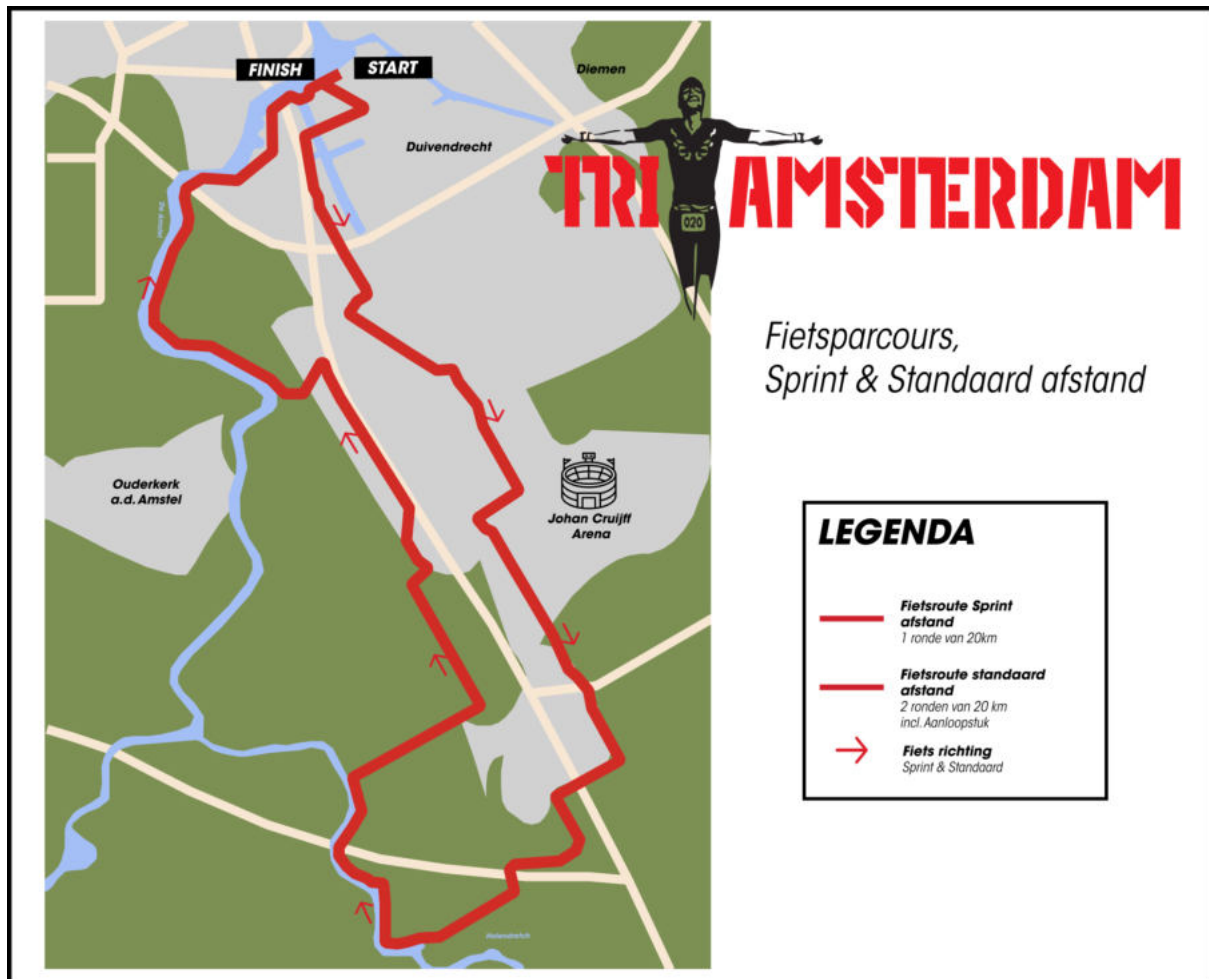 FINISH
START
Diemen
Duivendrecht
TRI AMSTERDAM
020
De Amstel
Fietsparcours,
Sprint & Standaard afstand
Ouderkerk
a.d. Amstel
Johan Cruijff
Arena
LEGENDA
Fietsroute Sprint
afstand
1 ronde van 20km
Fietsroute standaard
afstand
2 ronden van 20 km
incl. Aanloopstuk
Fiets richting
Sprint & Standaard